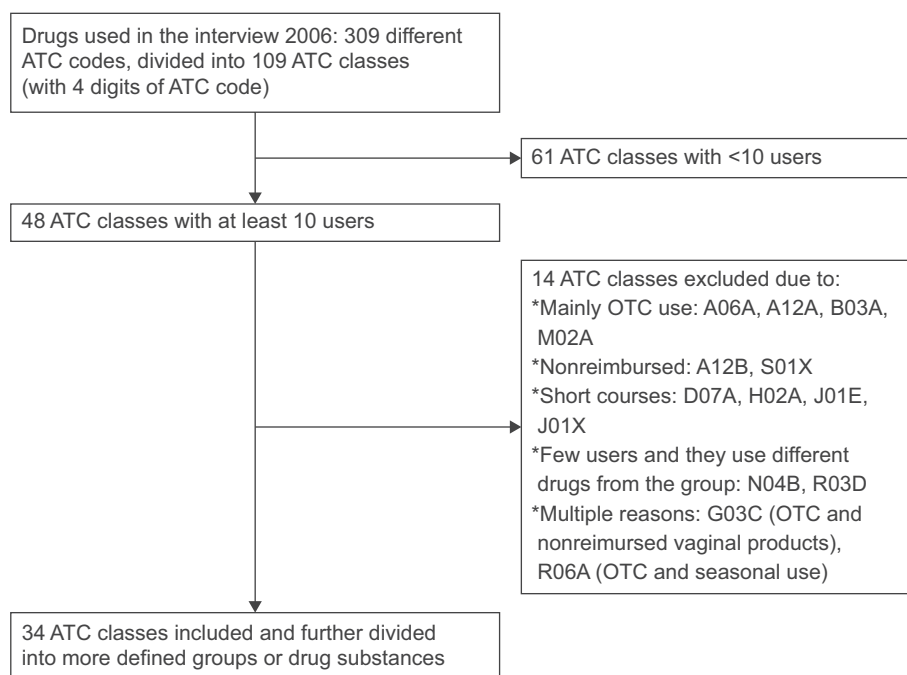 Drugs used in the interview 2006: 309 different
ATC codes, divided into 109 ATC classes
(with 4 digits of ATC code)
61 ATC classes with <10 users
48 ATC classes with at least 10 users
14 ATC classes excluded due to:
*Mainly OTC use: A06A, A12A, B03A,
M02A
*Nonreimbursed: A12B, S01X
*Short courses: D07A, H02A, J01E,
J01X
*Few users and they use different
drugs from the group: N04B, R03D
*Multiple reasons: G03C (OTC and
nonreimursed vaginal products),
R06A (OTC and seasonal use)
34 ATC classes included and further divided
into more defined groups or drug substances